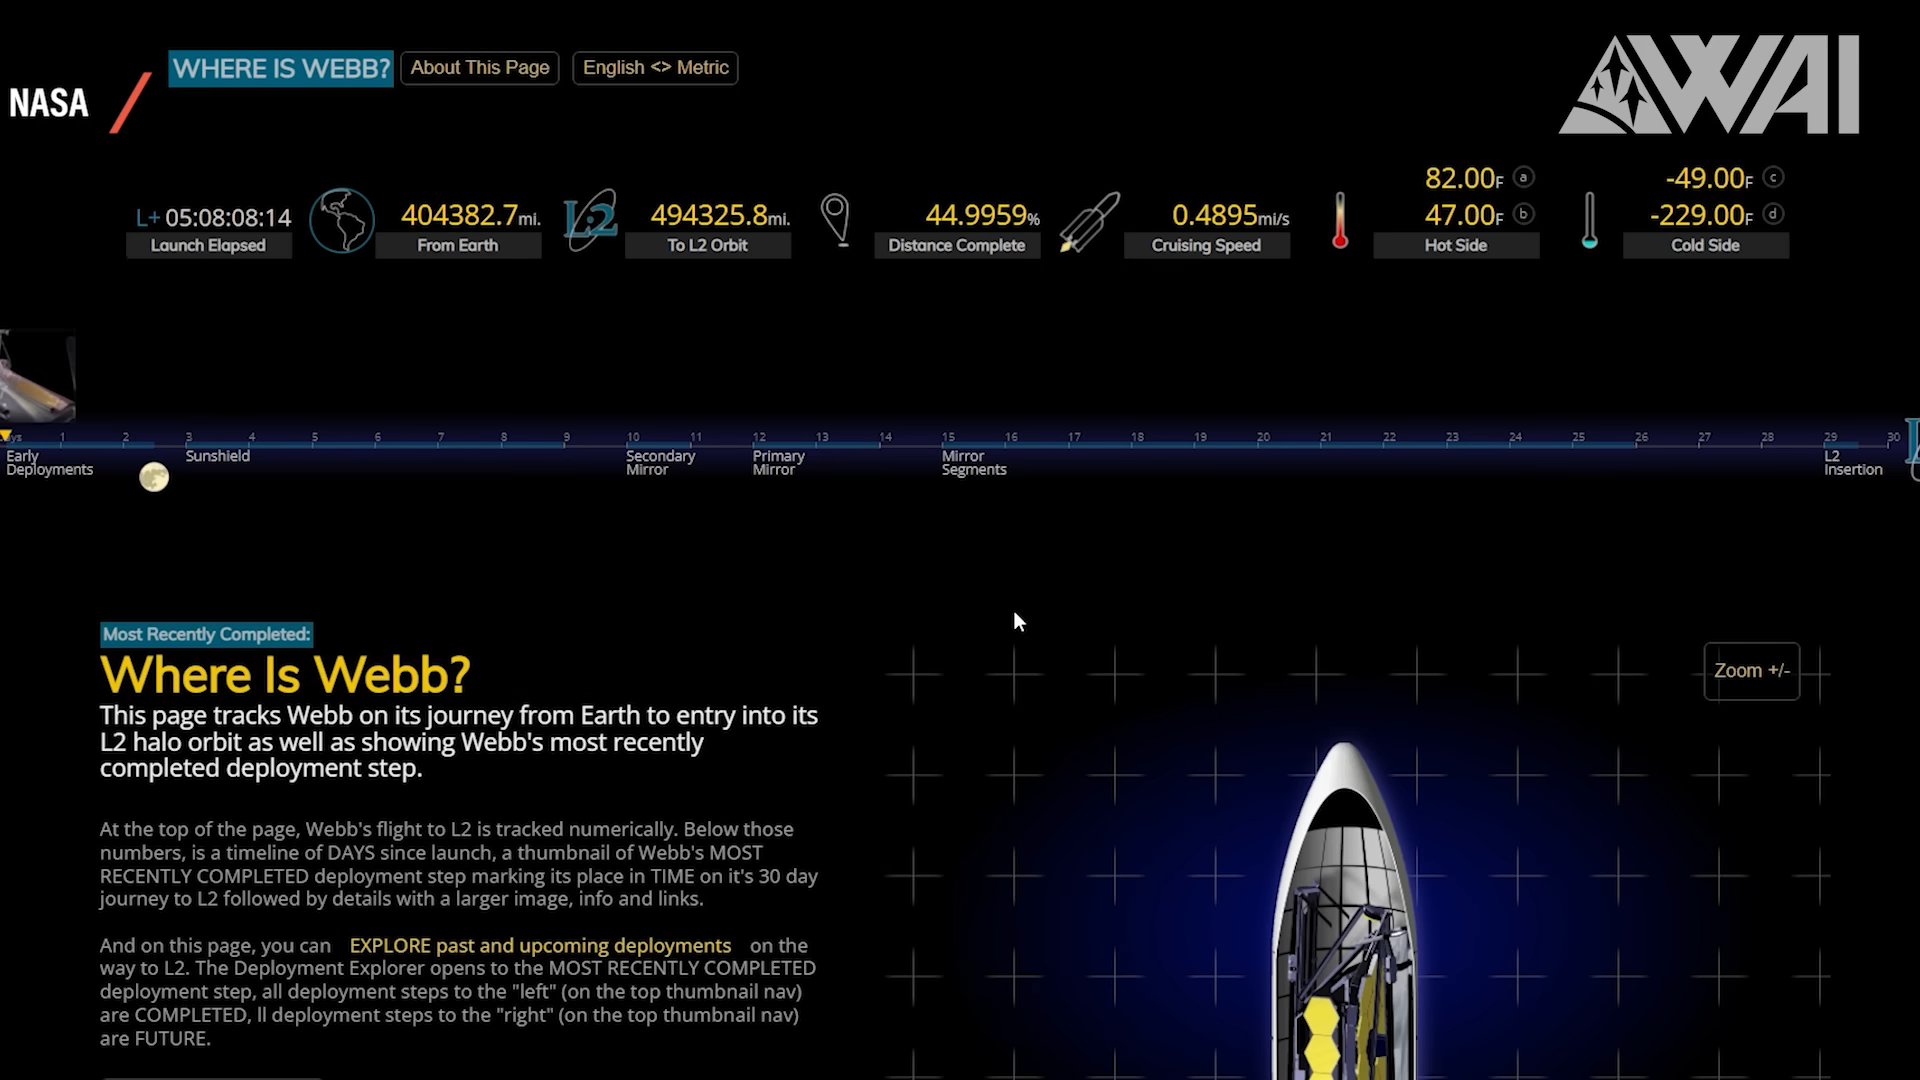 WHERE IS WEBB?
About This Page
English <> Metric
NASA
WAI
82.00F a
-49.00F c
L+ 05:08:08:14
404382.7mi.
L2
494325.8mi.
44.9959%
0.4895mi/s
47.00F b
-229.00F d
Launch Elapsed
From Earth
To L2 Orbit
Distance Complete
Cruising Speed
Hot Side
Cold Side
1 2 3 4 5 6 7 8 9 10 11 12 13 14 15 16 17 18 19 20 21 22 23 24 25 26 27 28 29 30
Early
Deployments
Sunshield
Secondary
Mirror
Primary
Mirror
Mirror
Segments
L2
Insertion
Most Recently Completed:
Where Is Webb?
This page tracks Webb on its journey from Earth to entry into its
L2 halo orbit as well as showing Webb's most recently
completed deployment step.
At the top of the page, Webb's flight to L2 is tracked numerically. Below those
numbers, is a timeline of DAYS since launch, a thumbnail of Webb's MOST
RECENTLY COMPLETED deployment step marking its place in TIME on it's 30 day
journey to L2 followed by details with a larger image, info and links.
And on this page, you can EXPLORE past and upcoming deployments on the
way to L2. The Deployment Explorer opens to the MOST RECENTLY COMPLETED
deployment step, all deployment steps to the "left" (on the top thumbnail nav)
are COMPLETED, ll deployment steps to the "right" (on the top thumbnail nav)
are FUTURE.
Zoom +/-